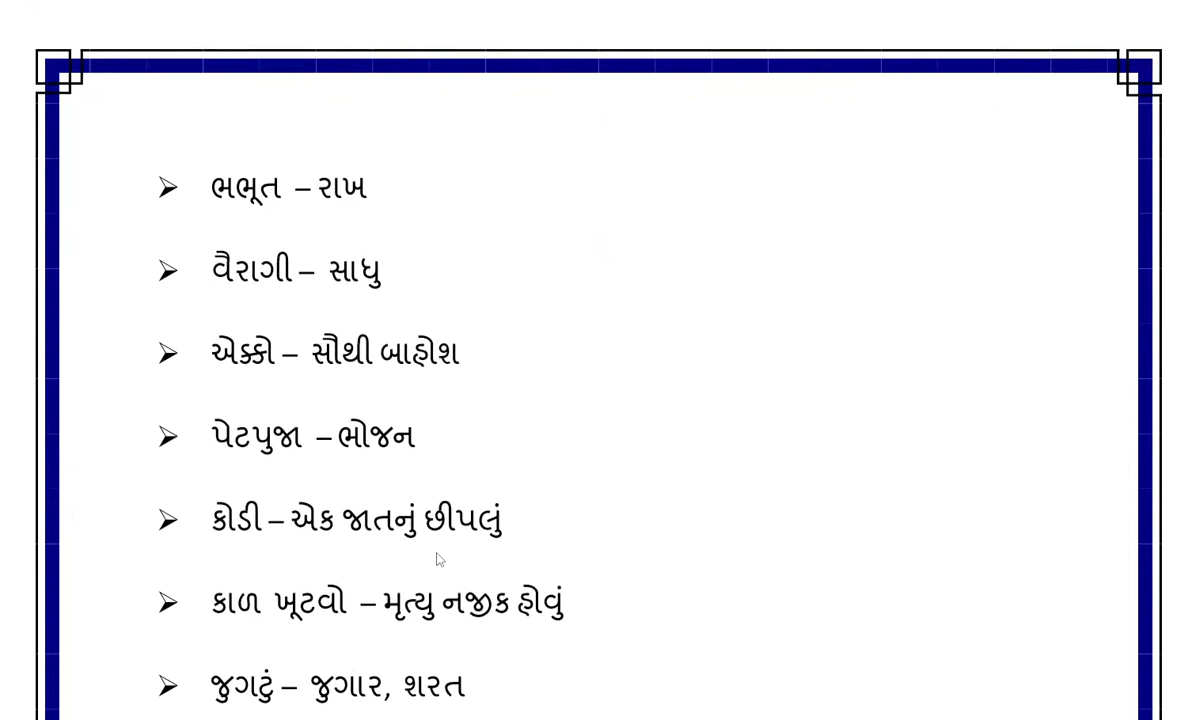 ➢ ભભૂત – રાખ
➢ વૈરાગી – સાધુ
➢ એક્કો – સૌથી બાહોશ
➢ પેટપુજા – ભોજન
➢ કોડી – એક જાતનું છીપલું
➢ કાળ ખૂટવો – મૃત્યુ નજીક હોવું
➢ જુગટું – જુગાર, શરત